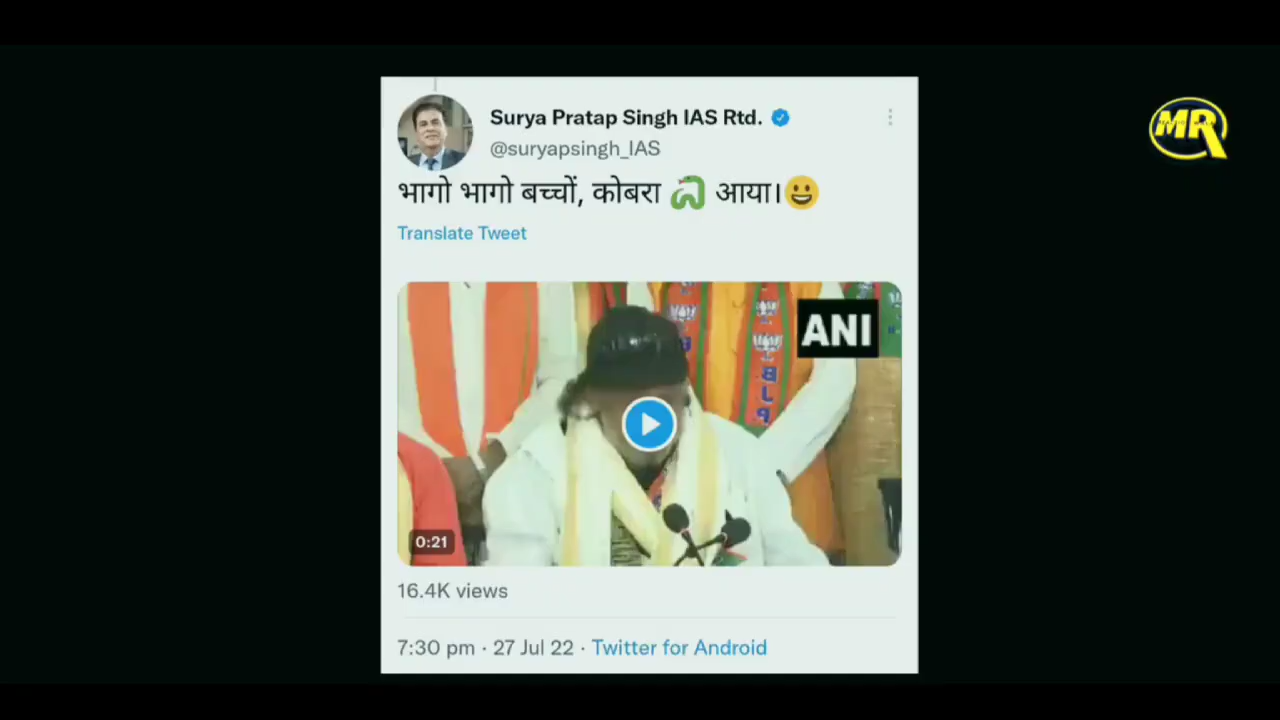 Surya Pratap Singh IAS Rtd.
@suryapsingh_IAS
भागो भागो बच्चों, कोबरा 🐍 आया।😀
Translate Tweet
ANI
BJP
0:21
16.4K views
7:30 pm · 27 Jul 22 · Twitter for Android
MR